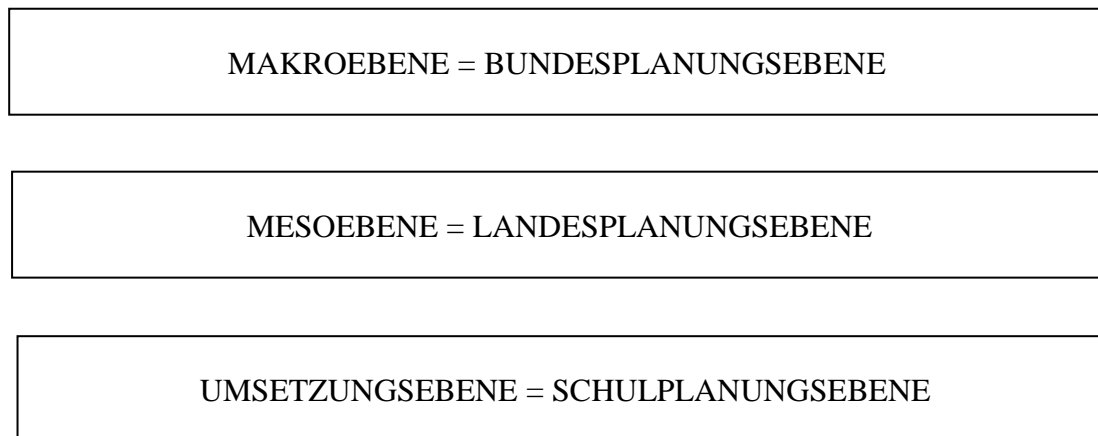 MAKROEBENE = BUNDESPLANUNGSEBENE
MESOEBENE = LANDESPLANUNGSEBENE
UMSETZUNGSEBENE = SCHULPLANUNGSEBENE